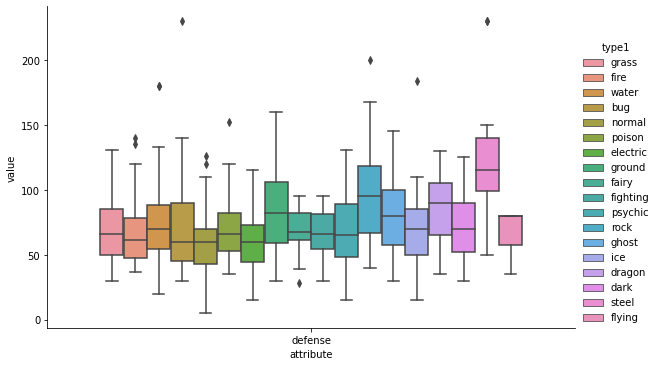 value
200
150
100
50
0
defense
attribute
type1
grass
fire
water
bug
normal
poison
electric
ground
fairy
fighting
psychic
rock
ghost
ice
dragon
dark
steel
flying